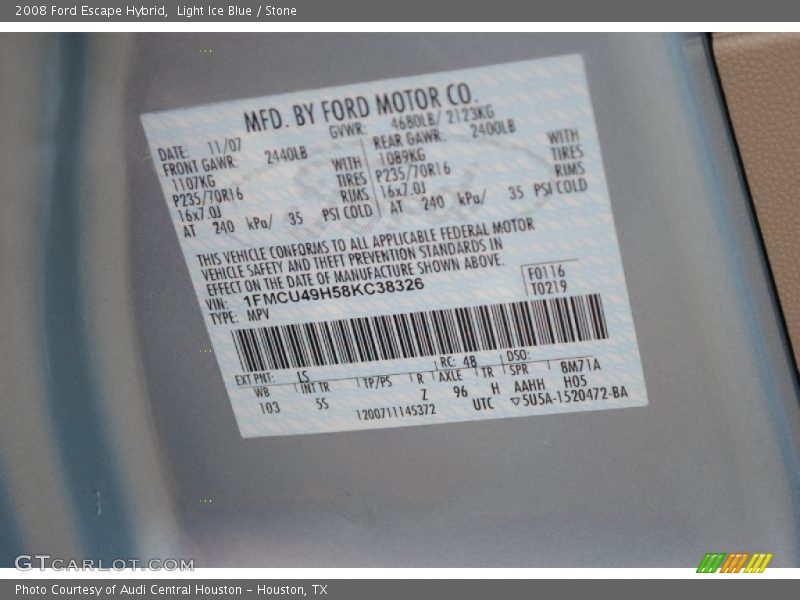 2008 Ford Escape Hybrid, Light Ice Blue / Stone
MFD. BY FORD MOTOR CO.
DATE: 11/07 GVWR: 4680LB/ 2123KG
FRONT GAWR: 2440LB REAR GAWR: 2400LB
1107KG WITH 1089KG WITH
P235/70R16 TIRES P235/70R16 TIRES
16x7.0J RIMS 16x7.0J RIMS
AT 240 kPa/ 35 PSI COLD AT 240 kPa/ 35 PSI COLD
THIS VEHICLE CONFORMS TO ALL APPLICABLE FEDERAL MOTOR
VEHICLE SAFETY AND THEFT PREVENTION STANDARDS IN
EFFECT ON THE DATE OF MANUFACTURE SHOWN ABOVE.
VIN: 1FMCU49H58KC38326 F0116
TYPE: MPV T0219
EXT PNT: LS RC: 48 DSO:
WB INT TR TP/PS R AXLE TR SPR BM71A
103 5S Z 96 H AAHH H05
1200711145372 UTC ▽5U5A-1520472-BA
GTCARLOT.COM
Photo Courtesy of Audi Central Houston - Houston, TX